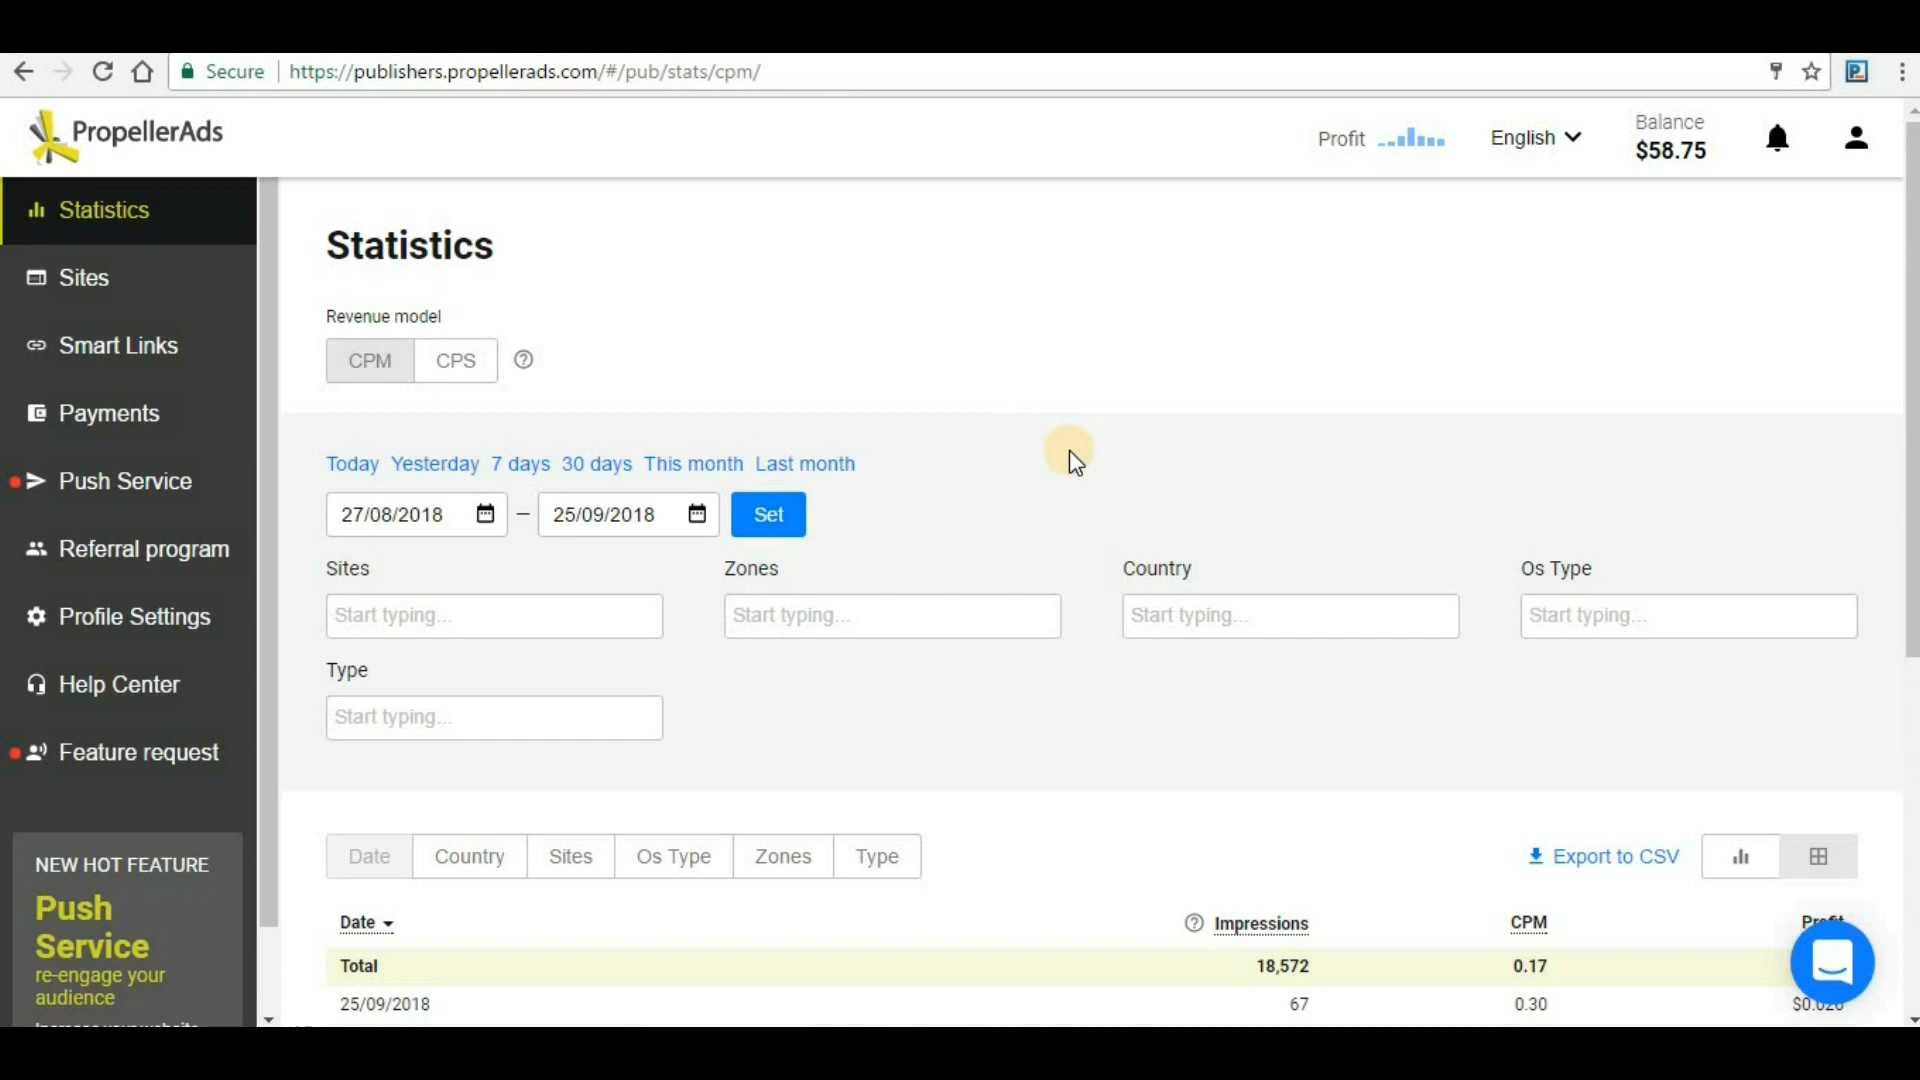 Secure https://publishers.propellerads.com/#/pub/stats/cpm/
PropellerAds
Profit
English
Balance
$58.75
Statistics
Sites
Smart Links
Payments
Push Service
Referral program
Profile Settings
Help Center
Feature request
NEW HOT FEATURE
Push
Service
re-engage your
audience
Statistics
Revenue model
CPM CPS
Today Yesterday 7 days 30 days This month Last month
27/08/2018 – 25/09/2018 Set
Sites Zones Country Os Type
Start typing... Start typing... Start typing... Start typing...
Type
Start typing...
Date Country Sites Os Type Zones Type
Export to CSV
Date Impressions CPM Profit
Total 18,572 0.17
25/09/2018 67 0.30